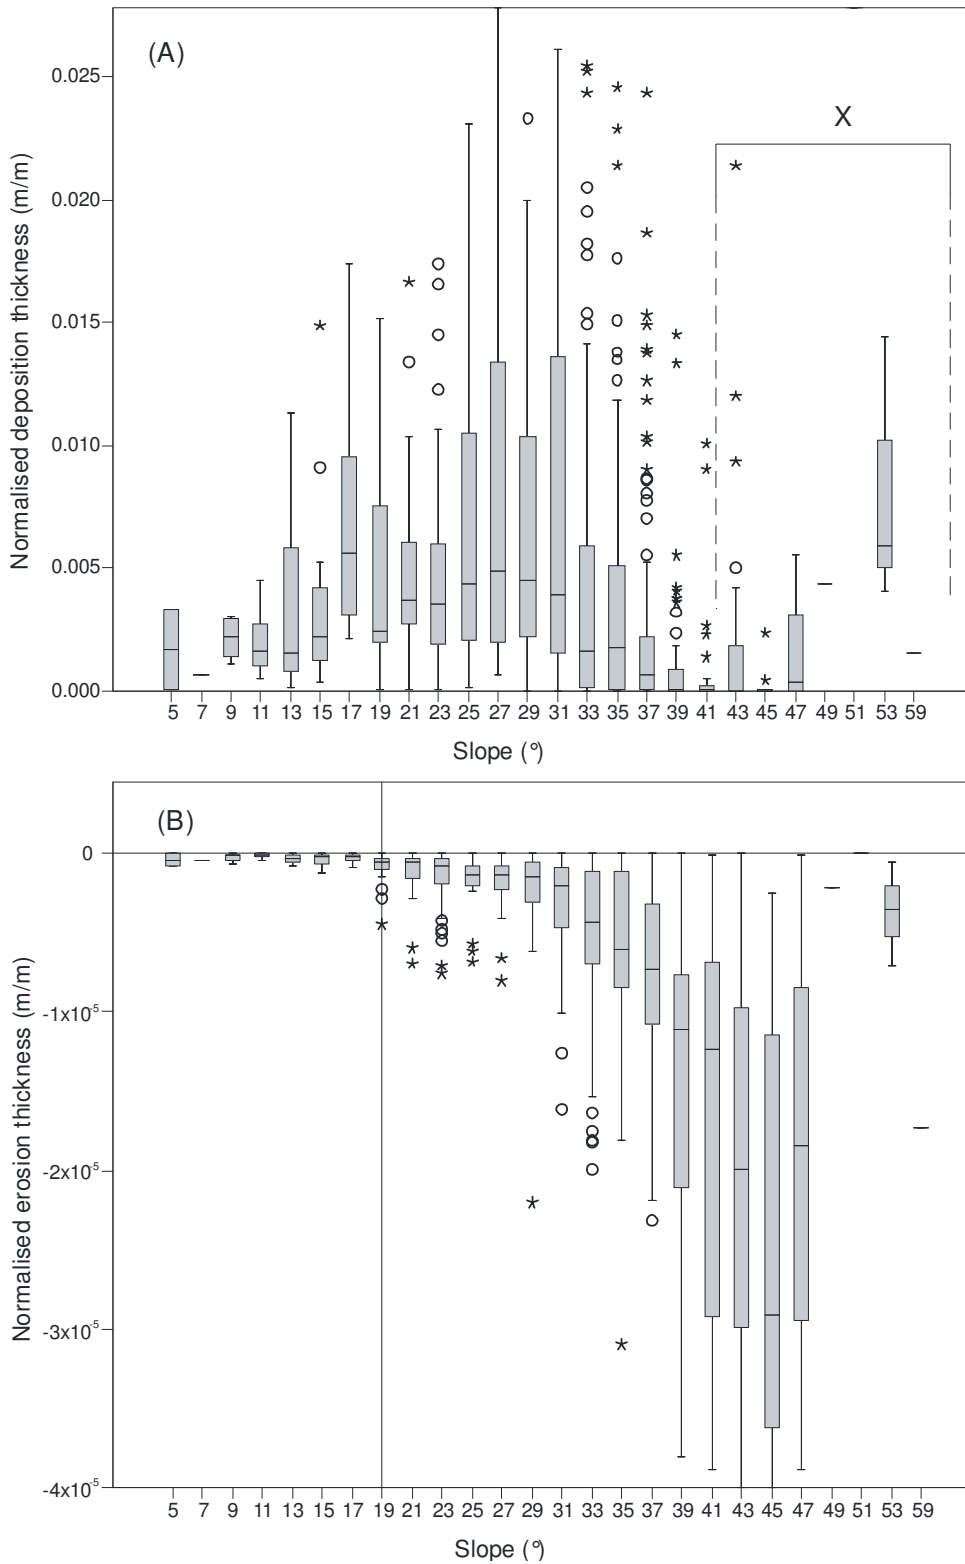 (A)
X
Normalised deposition thickness (m/m)
0.025
0.020
0.015
0.010
0.005
0.000
5 7 9 11 13 15 17 19 21 23 25 27 29 31 33 35 37 39 41 43 45 47 49 51 53 59
Slope (°)
(B)
Normalised erosion thickness (m/m)
0
-1x10⁻⁵
-2x10⁻⁵
-3x10⁻⁵
-4x10⁻⁵
5 7 9 11 13 15 17 19 21 23 25 27 29 31 33 35 37 39 41 43 45 47 49 51 53 59
Slope (°)